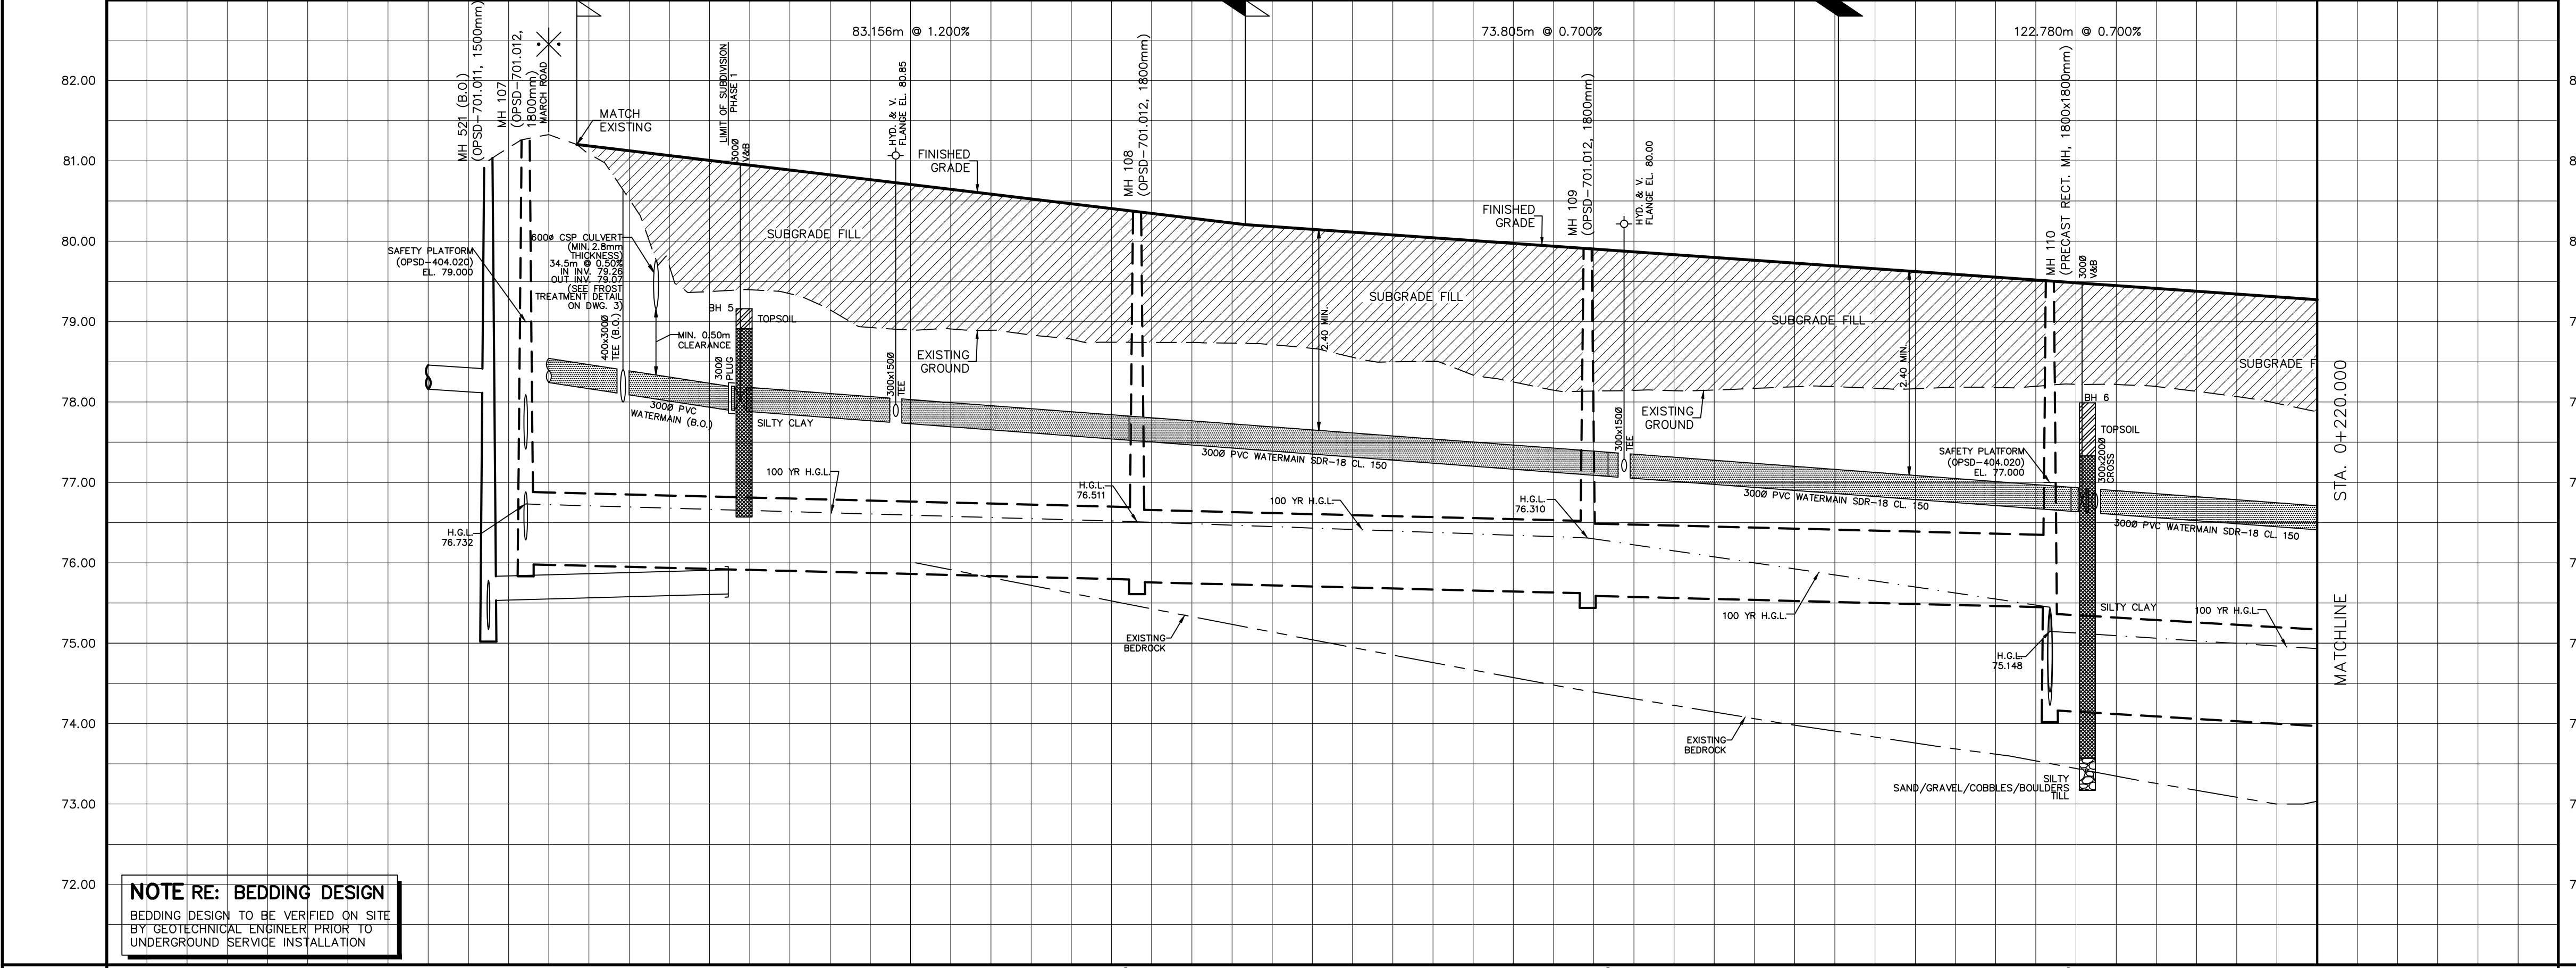 83.156m @ 1.200%
73.805m @ 0.700%
122.780m @ 0.700%
82.00
81.00
80.00
79.00
78.00
77.00
76.00
75.00
74.00
73.00
72.00
MH 521 (B.O.)
(OPSD-701.011, 1500mm)
MH 107
(OPSD-701.012,
1800mm)
MARCH ROAD
MATCH
EXISTING
LIMIT OF SUBDIVISION
PHASE 1
300Ø
V&B
HYD. & V.
FLANGE EL. 80.85
FINISHED
GRADE
MH 108
(OPSD-701.012, 1800mm)
FINISHED
GRADE
MH 109
(OPSD-701.012, 1800mm)
HYD. & V.
FLANGE EL. 80.00
MH 110
(PRECAST RECT. MH, 1800x1800mm)
300Ø
V&B
SAFETY PLATFORM
(OPSD-404.020)
EL. 79.000
600ø CSP CULVERT
(MIN. 2.8mm
THICKNESS)
34.5m @ 0.50%
IN INV. 79.26
OUT INV. 79.07
(SEE FROST
TREATMENT DETAIL
ON DWG. 3)
SUBGRADE FILL
SUBGRADE FILL
SUBGRADE FILL
SUBGRADE F
400x300Ø
TEE (B.O.)
MIN. 0.50m
CLEARANCE
300Ø
PLUG
BH 5
TOPSOIL
SILTY CLAY
300Ø PVC
WATERMAIN (B.O.)
300x150Ø
TEE
EXISTING
GROUND
2.40 MIN.
300Ø PVC WATERMAIN SDR-18 CL. 150
300x150Ø
TEE
EXISTING
GROUND
2.40 MIN.
300Ø PVC WATERMAIN SDR-18 CL. 150
SAFETY PLATFORM
(OPSD-404.020)
EL. 77.000
BH 6
TOPSOIL
300x200Ø
CROSS
300Ø PVC WATERMAIN SDR-18 CL. 150
100 YR H.G.L.
H.G.L.
76.732
H.G.L.
76.511
100 YR H.G.L.
H.G.L.
76.310
100 YR H.G.L.
SILTY CLAY
100 YR H.G.L.
H.G.L.
75.148
EXISTING
BEDROCK
EXISTING
BEDROCK
SILTY
SAND/GRAVEL/COBBLES/BOULDERS
TILL
MATCHLINE STA. 0+220.000
8
8
8
7
7
7
7
7
7
7
7
NOTE RE: BEDDING DESIGN
BEDDING DESIGN TO BE VERIFIED ON SITE
BY GEOTECHNICAL ENGINEER PRIOR TO
UNDERGROUND SERVICE INSTALLATION